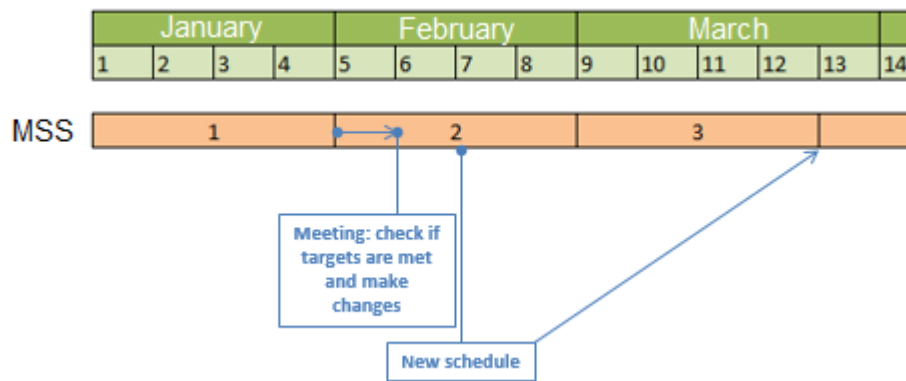 January February March
1 2 3 4 5 6 7 8 9 10 11 12 13 14
MSS 1 2 3
Meeting: check if
targets are met
and make
changes
New schedule